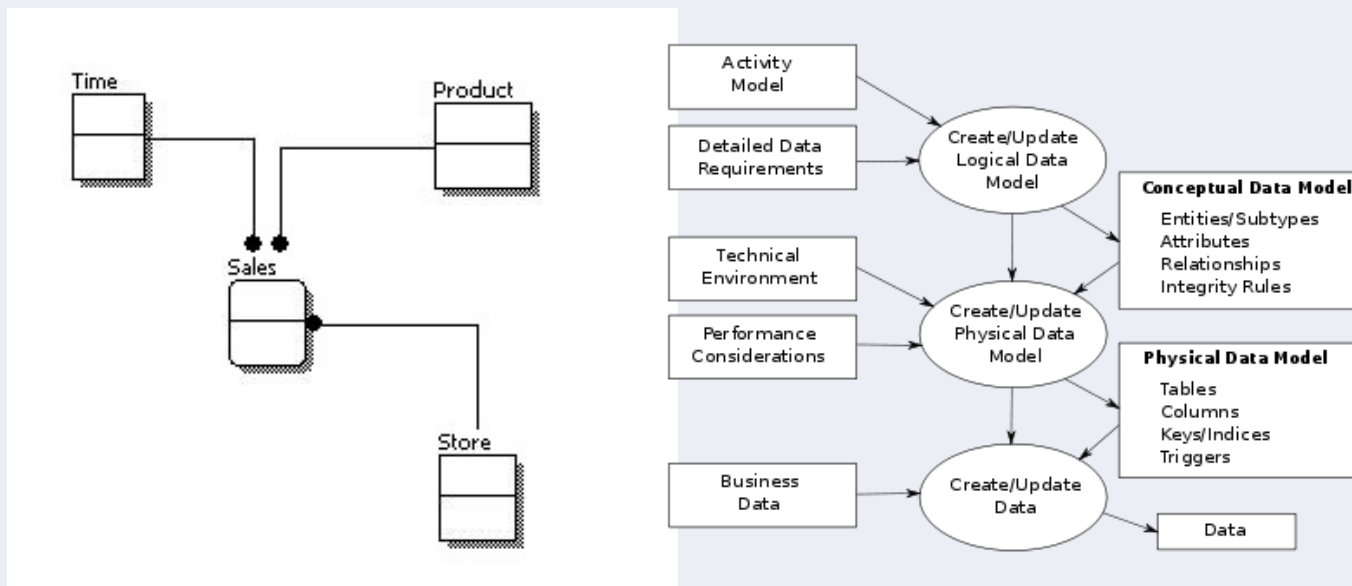 Time
Product
Sales
Store
Activity
Model
Detailed Data
Requirements
Create/Update
Logical Data
Model
Conceptual Data Model
Entities/Subtypes
Attributes
Relationships
Integrity Rules
Technical
Environment
Performance
Considerations
Create/Update
Physical Data
Model
Physical Data Model
Tables
Columns
Keys/Indices
Triggers
Business
Data
Create/Update
Data
Data